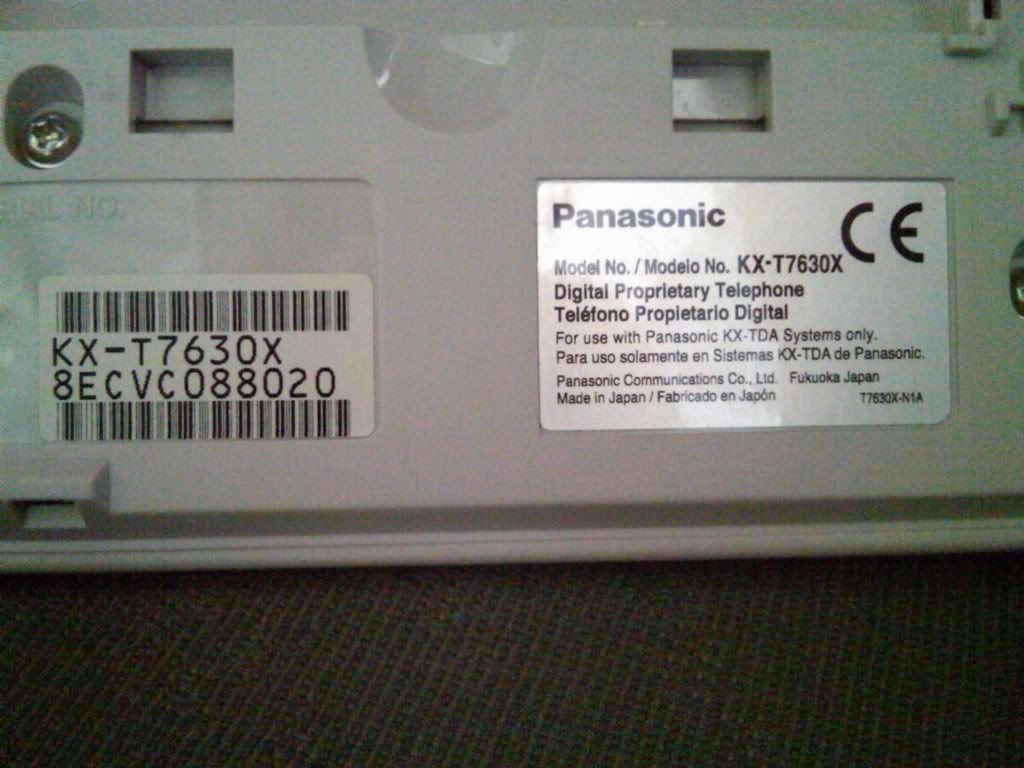 SERIAL NO.
KX-T7630X
8ECVC088020
Panasonic
CE
Model No. / Modelo No. KX-T7630X
Digital Proprietary Telephone
Teléfono Propietario Digital
For use with Panasonic KX-TDA Systems only.
Para uso solamente en Sistemas KX-TDA de Panasonic.
Panasonic Communications Co., Ltd. Fukuoka Japan
Made in Japan / Fabricado en Japón T7630X-N1A